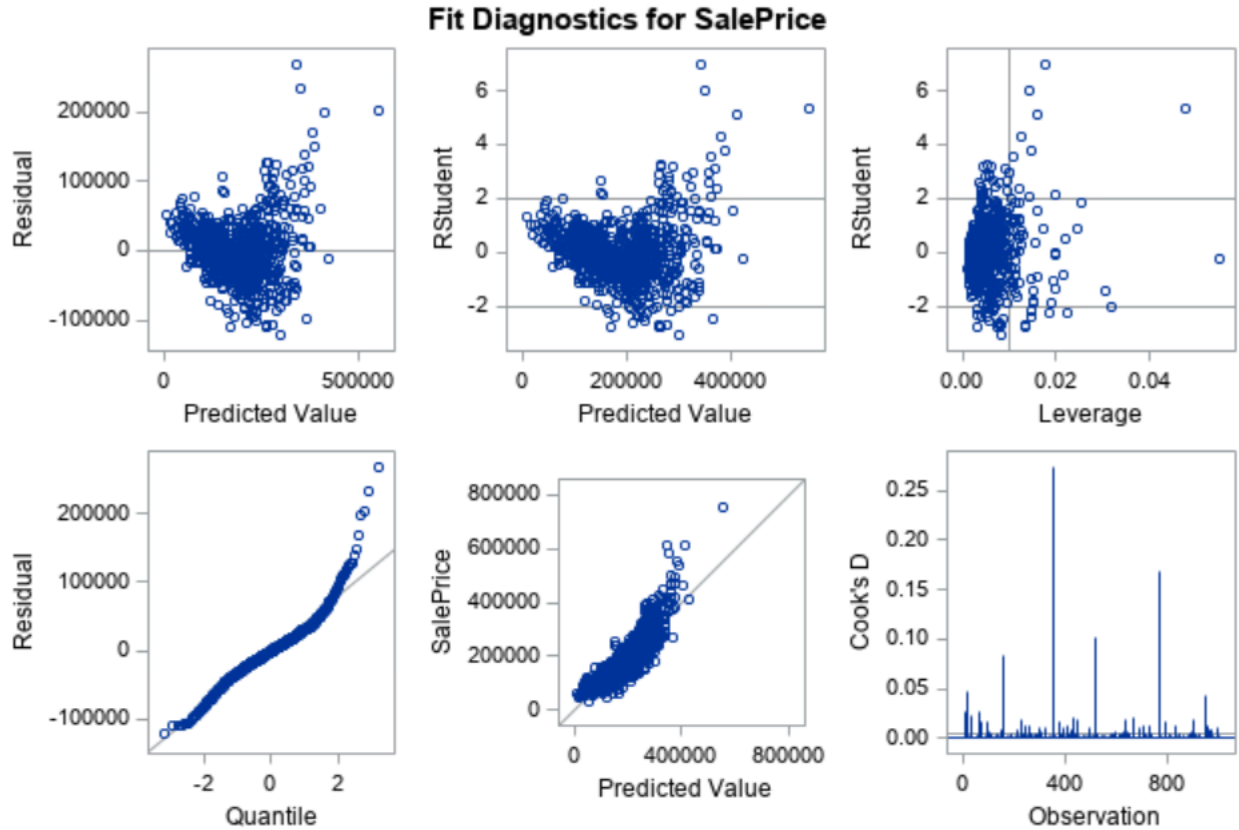 Fit Diagnostics for SalePrice
Residual
200000
100000
0
-100000
0 500000
Predicted Value
RStudent
6
4
2
0
-2
0 200000 400000
Predicted Value
RStudent
6
4
2
0
-2
0.00 0.02 0.04
Leverage
Residual
200000
100000
0
-100000
-2 0 2
Quantile
SalePrice
800000
600000
400000
200000
0
0 400000 800000
Predicted Value
Cook's D
0.25
0.20
0.15
0.10
0.05
0.00
0 400 800
Observation